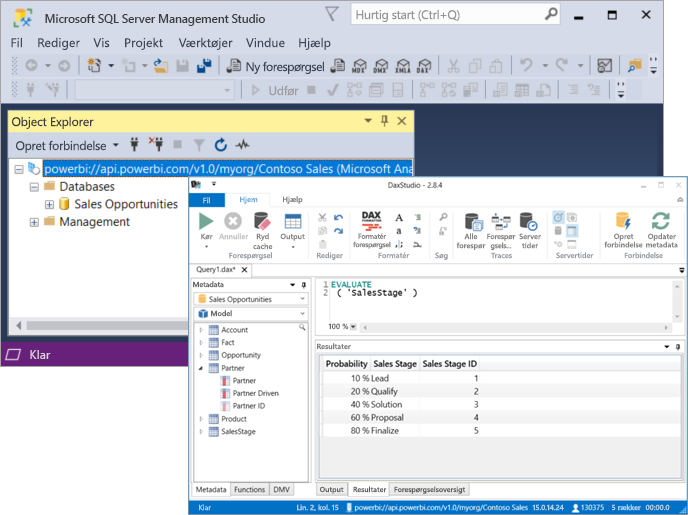 Microsoft SQL Server Management Studio
Hurtig start (Ctrl+Q)
Fil Rediger Vis Projekt Værktøjer Vindue Hjælp
Ny forespørgsel MDX DMX XMLA DAX
Udfør
Object Explorer
Opret forbindelse
powerbi://api.powerbi.com/v1.0/myorg/Contoso Sales (Microsoft Ana
Databases
Sales Opportunities
Management
Klar
DaxStudio - 2.8.4
Fil Hjem Hjælp
Kør
Annuller
Ryd cache
Output
Forespørgsel
Rediger
DAX FORMATTER
Formatér forespørgsel
Formatér
Søg
Alle forespør
Forespør gsels...
Server tider
Traces
Servertider
Opret forbindelse
Opdater metadata
Forbindelse
Query1.dax*
Metadata
Sales Opportunities
Model
Account
Fact
Opportunity
Partner
Partner
Partner Driven
Partner ID
Product
SalesStage
Metadata Functions DMV
1 EVALUATE
2 ( 'SalesStage' )
100 %
Resultater
Probability Sales Stage Sales Stage ID
10 % Lead 1
20 % Qualify 2
40 % Solution 3
60 % Proposal 4
80 % Finalize 5
Output Resultater Forespørgselsoversigt
Klar Lin. 2, kol. 15 powerbi://api.powerbi.com/v1.0/myorg/Contoso Sales 15.0.14.24 130375 5 rækker 00:00.0